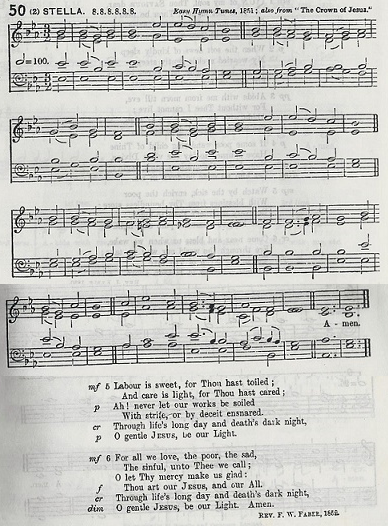 50 (2) STELLA. 8.8.8.8.8.8. Easy Hymn Tunes, 1851; also from "The Crown of Jesus."
=100.
A - men.
mf 5 Labour is sweet, for Thou hast toiled;
And care is light, for Thou hast cared;
p Ah! never let our works be soiled
With strife, or by deceit ensnared.
cr Through life's long day and death's dark night,
p O gentle JESUS, be our Light.
mf 6 For all we love, the poor, the sad,
The sinful, unto Thee we call;
O let Thy mercy make us glad:
f Thou art our JESUS, and our All.
cr Through life's long day and death's dark night,
dim O gentle JESUS, be our Light. Amen.
REV. F. W. FABER, 1852.